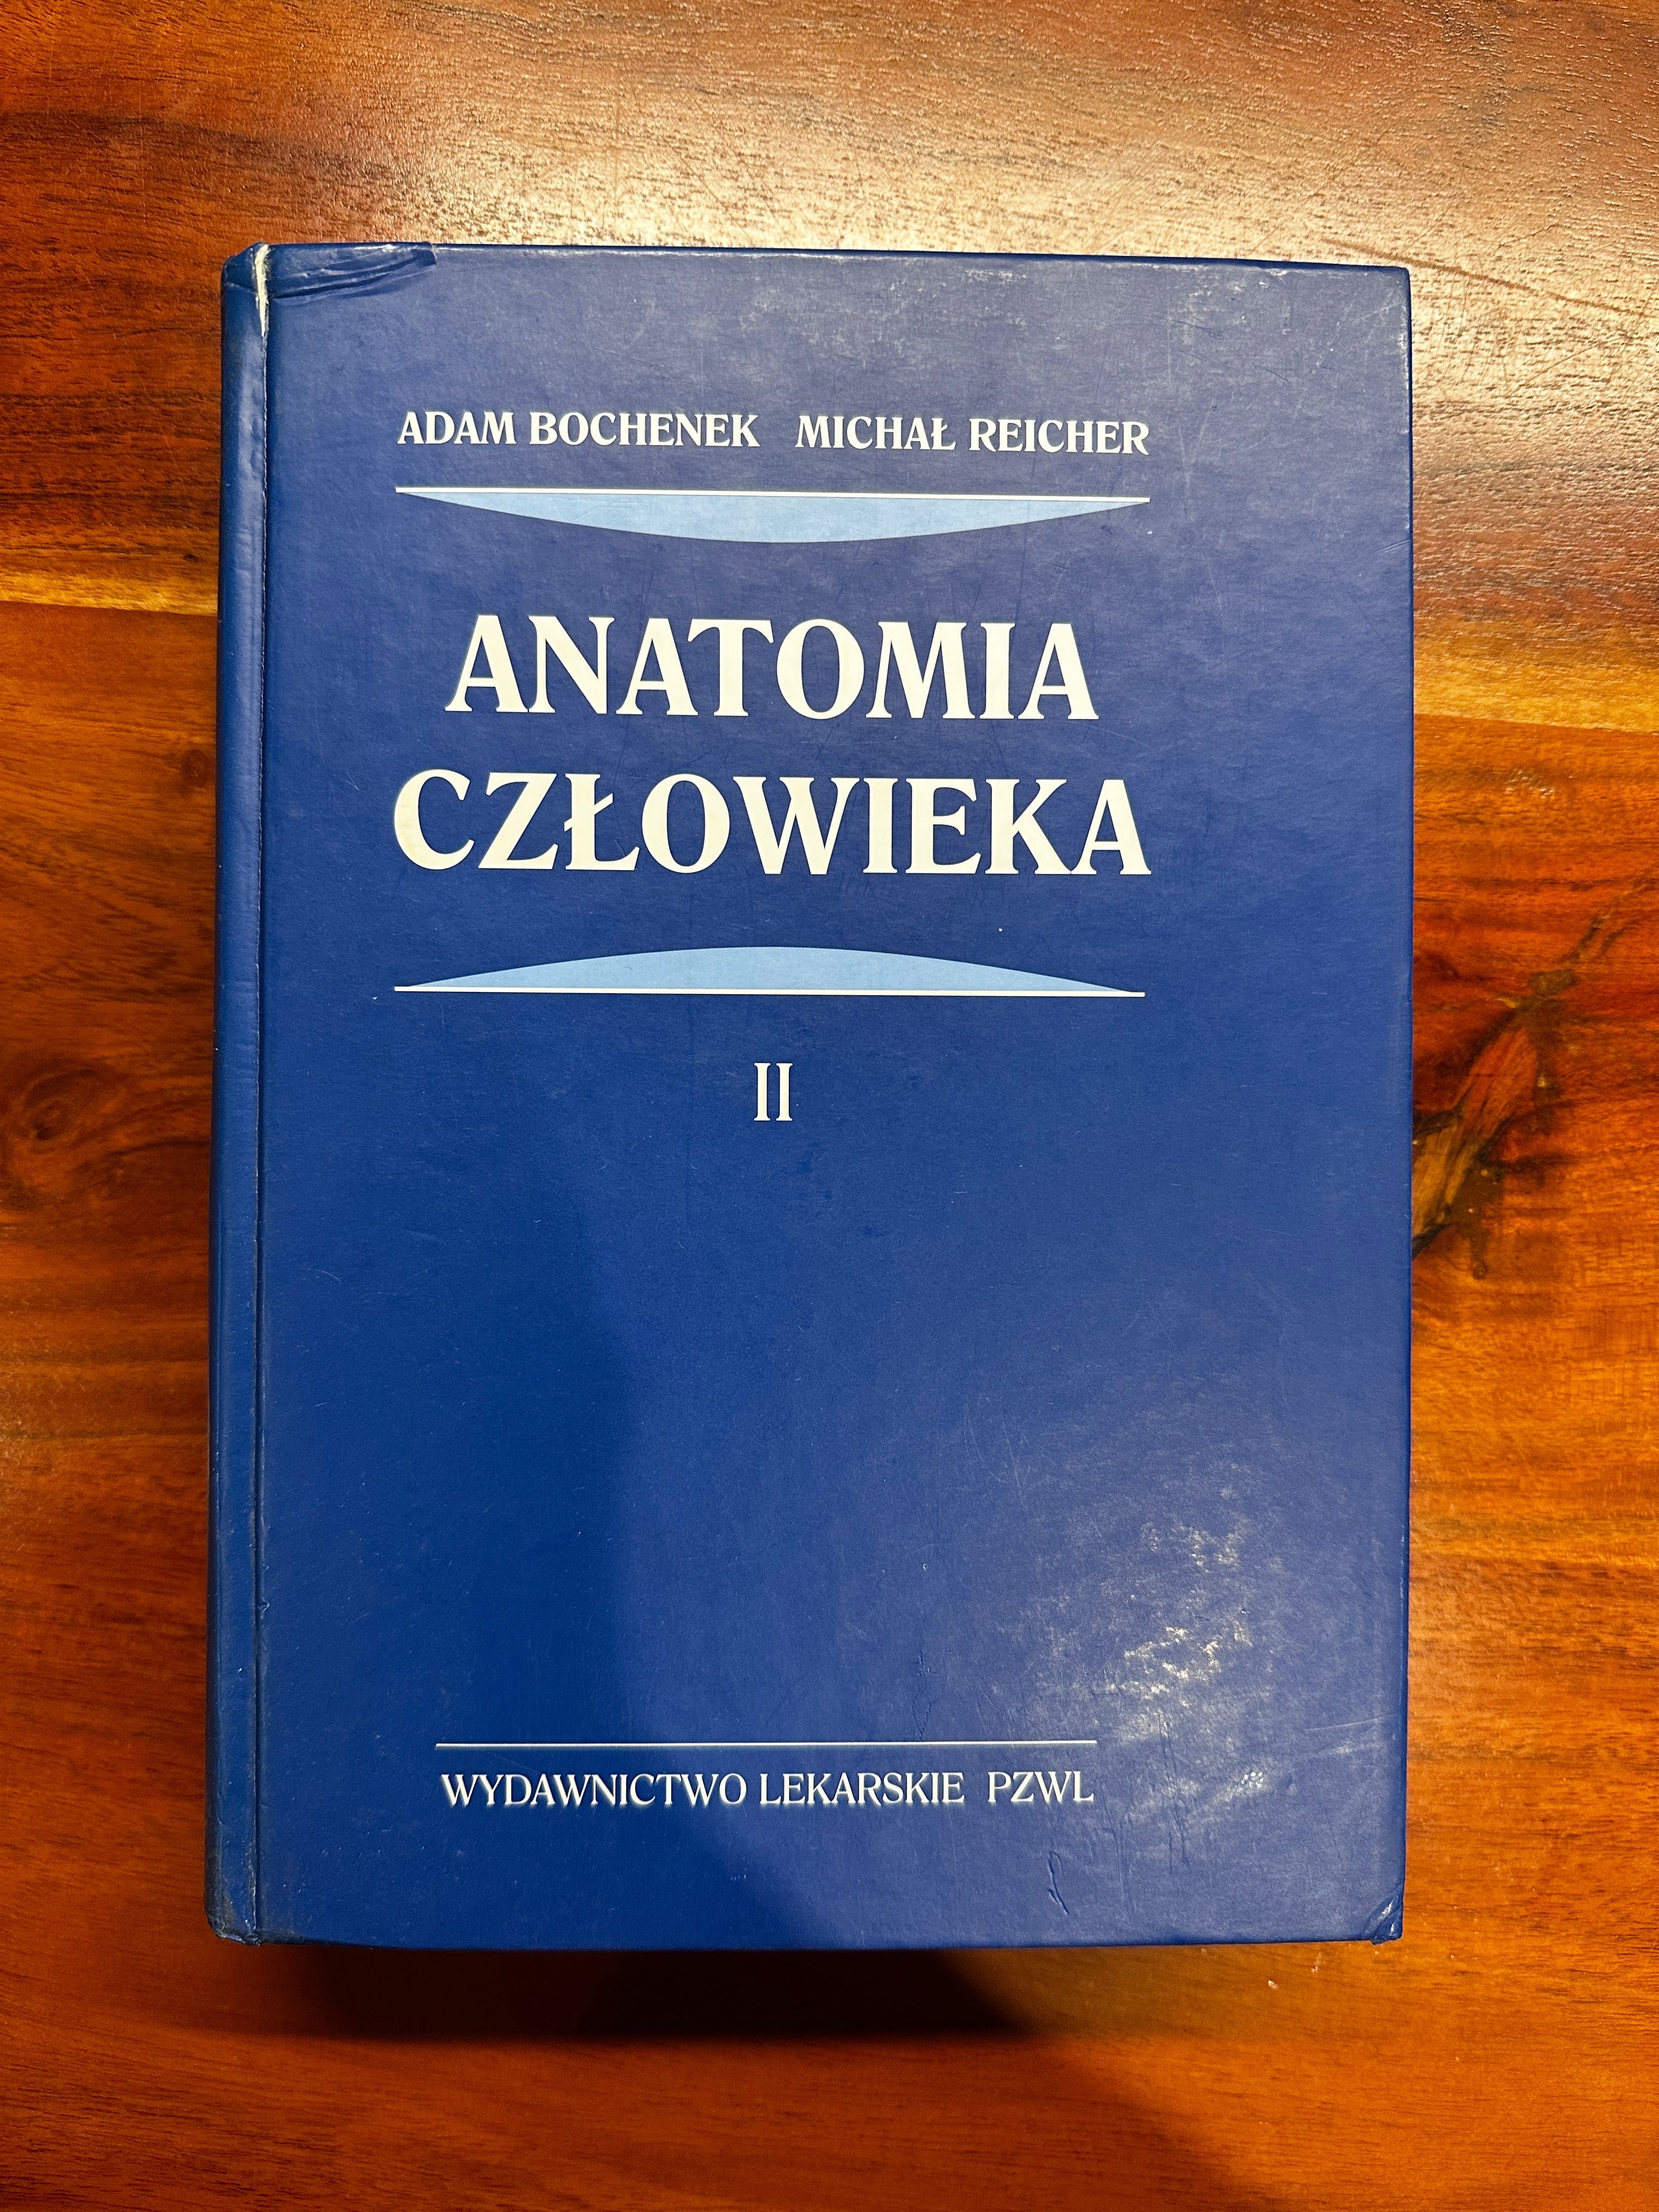 ADAM BOCHENEK MICHAŁ REICHER
ANATOMIA
CZŁOWIEKA
II
WYDAWNICTWO LEKARSKIE PZWL